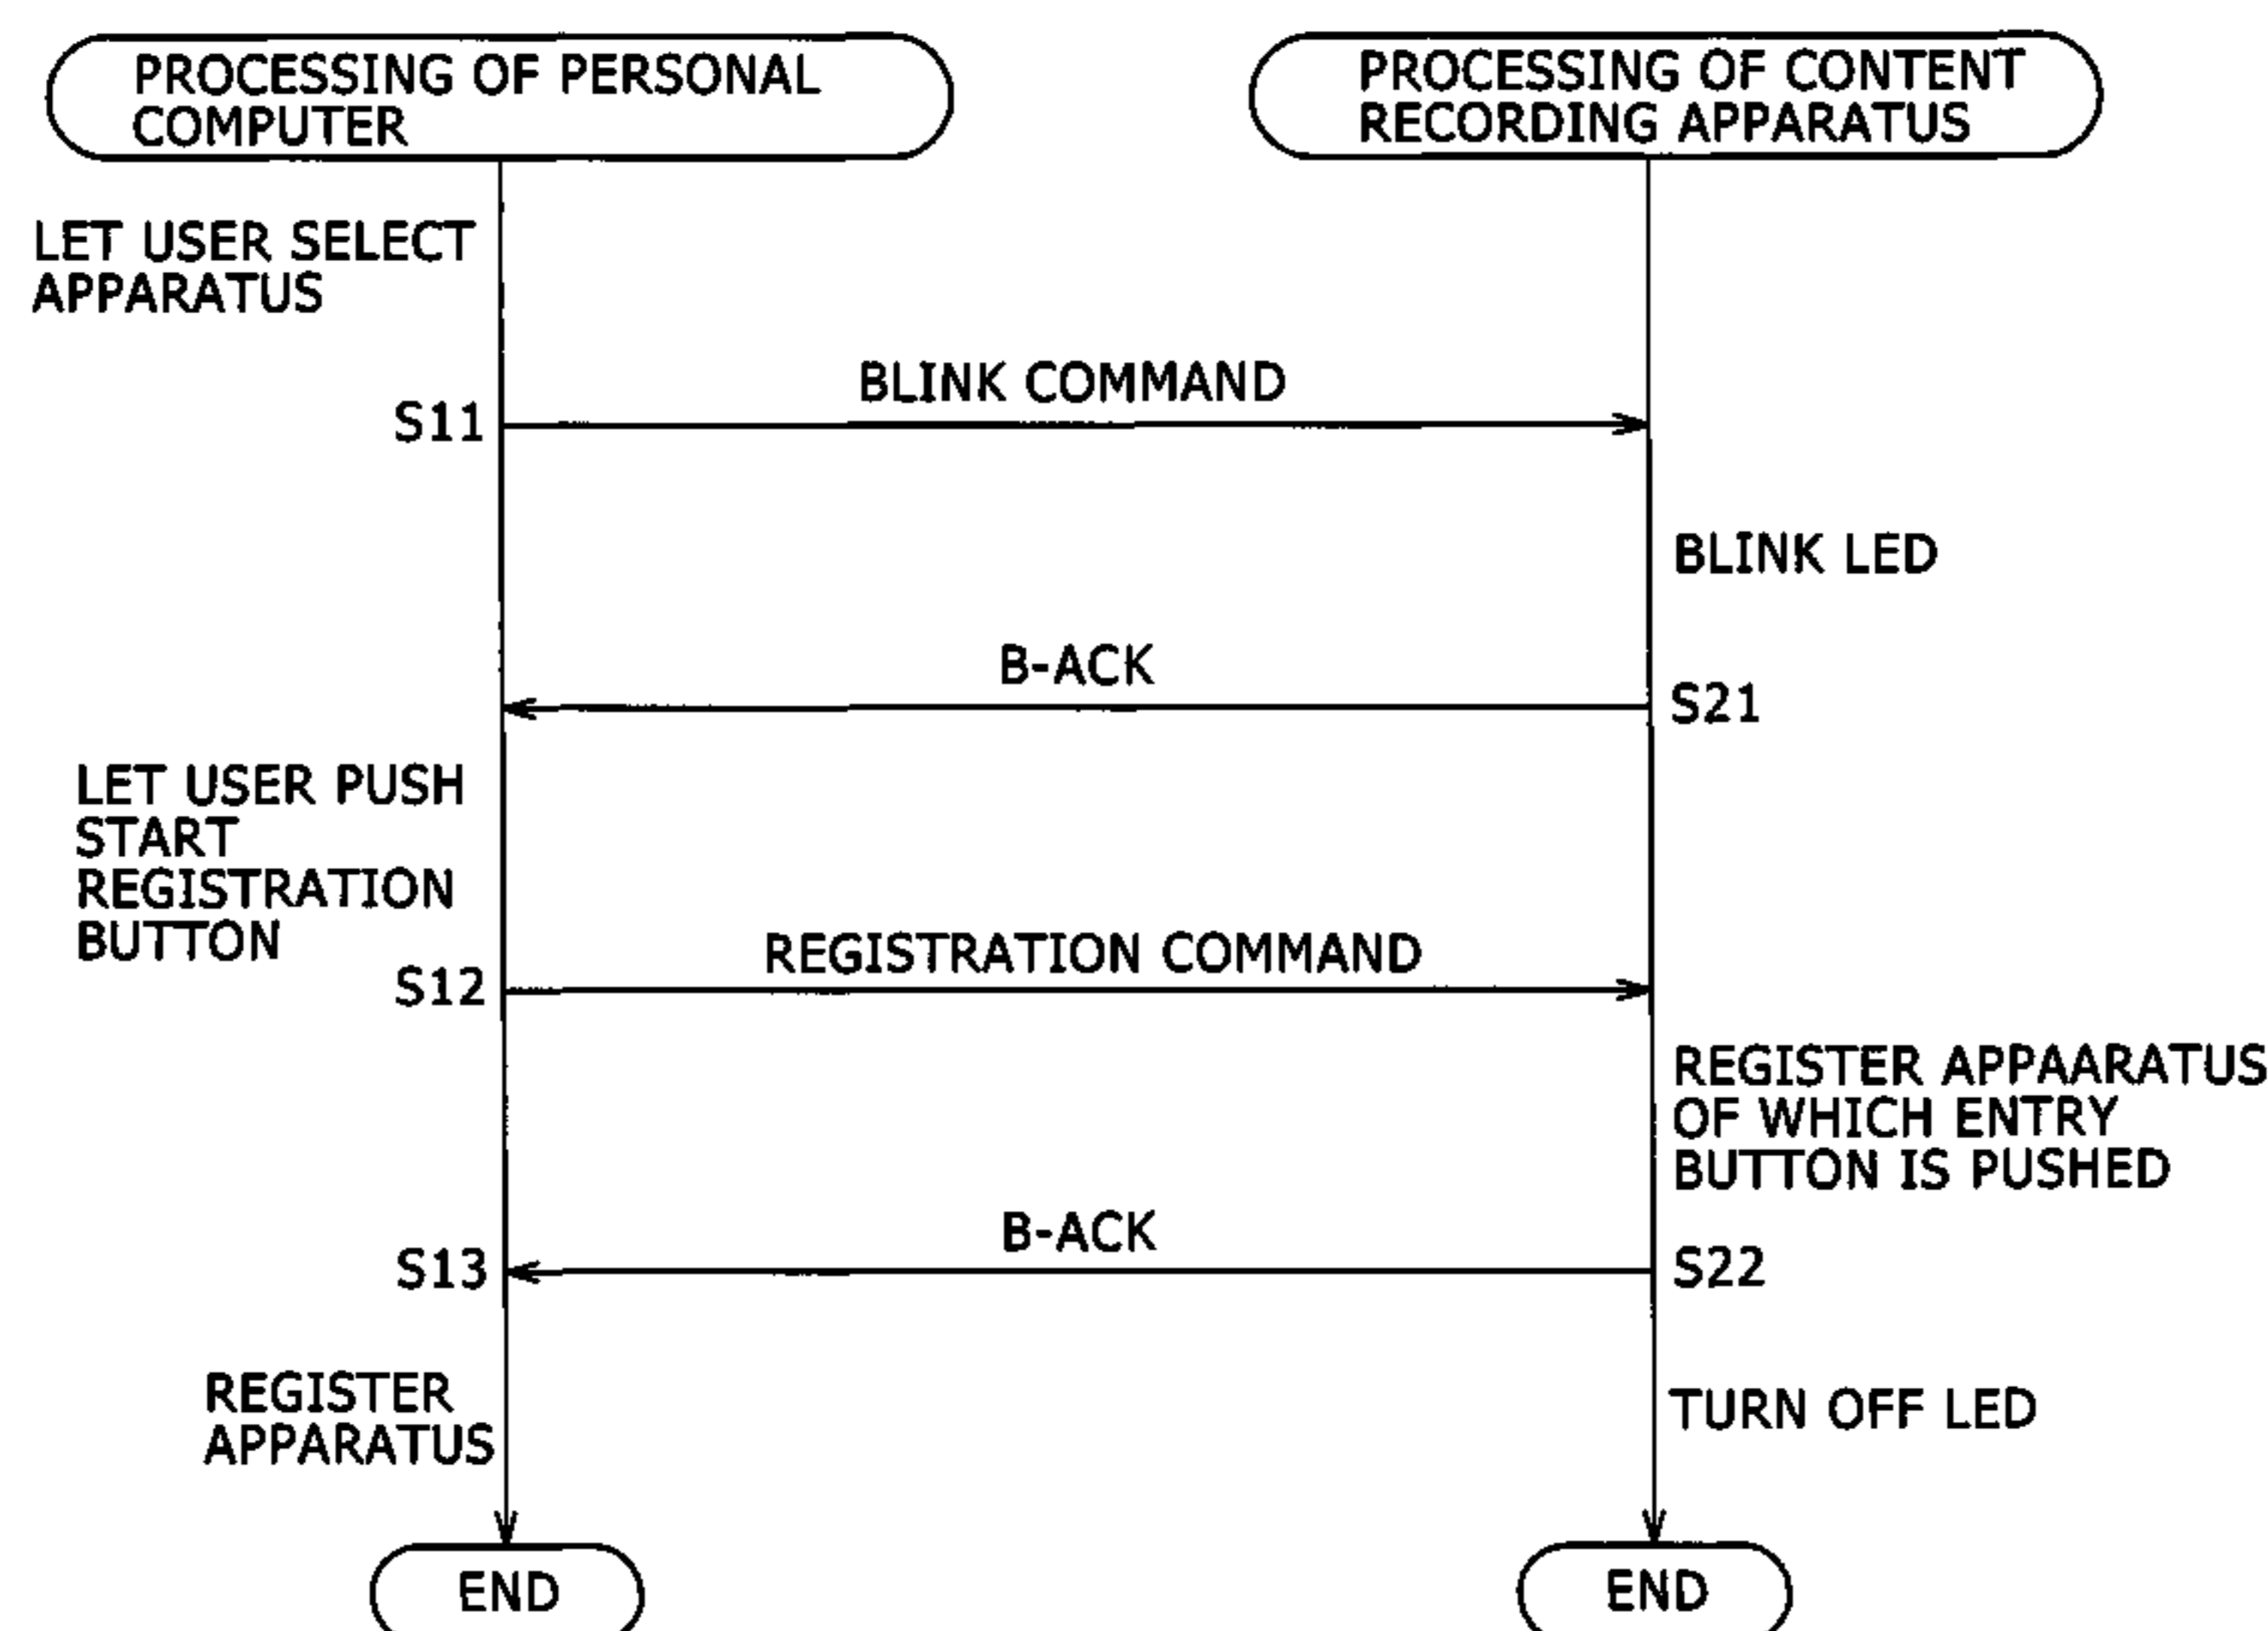 PROCESSING OF PERSONAL
COMPUTER
PROCESSING OF CONTENT
RECORDING APPARATUS
LET USER SELECT
APPARATUS
BLINK COMMAND
S11
BLINK LED
B-ACK
S21
LET USER PUSH
START
REGISTRATION
BUTTON
REGISTRATION COMMAND
S12
REGISTER APPAARATUS
OF WHICH ENTRY
BUTTON IS PUSHED
B-ACK
S13
S22
REGISTER
APPARATUS
TURN OFF LED
END
END